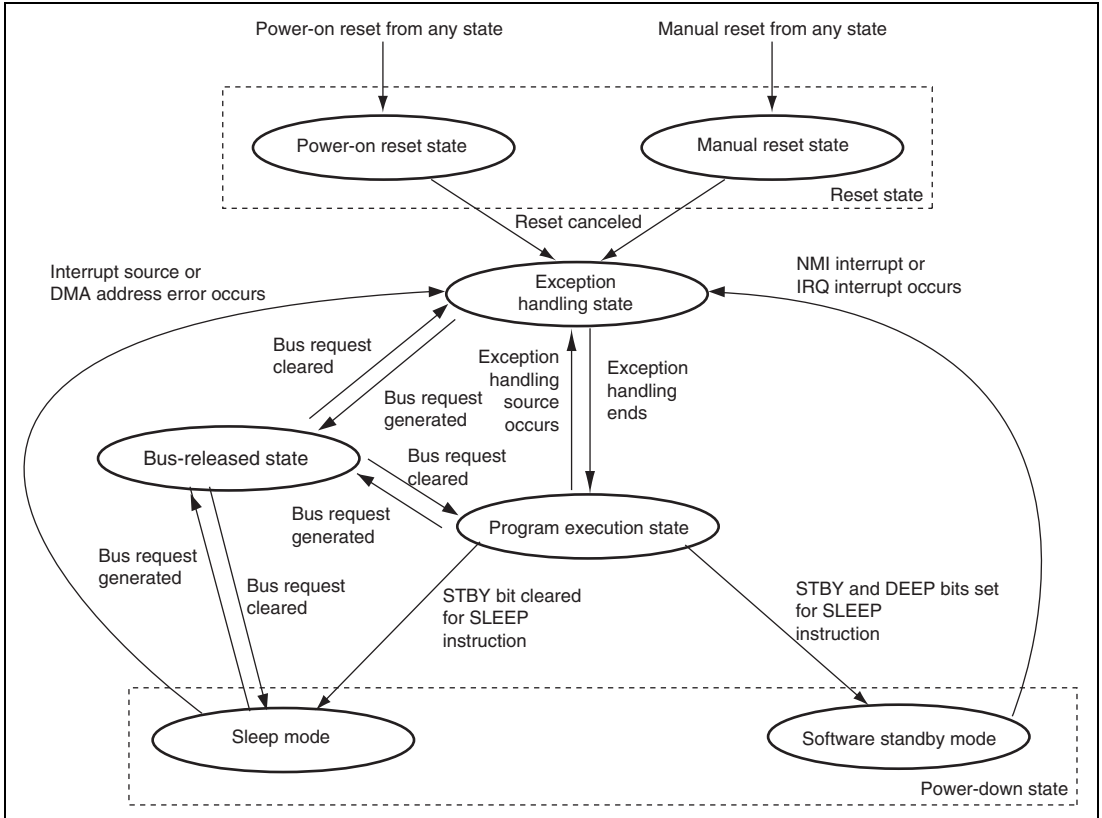 Power-on reset from any state
Manual reset from any state
Power-on reset state
Manual reset state
Reset state
Reset canceled
Interrupt source or
DMA address error occurs
Exception
handling state
NMI interrupt or
IRQ interrupt occurs
Bus request
cleared
Bus request
generated
Exception
handling
source
occurs
Exception
handling
ends
Bus-released state
Bus request
cleared
Bus request
generated
Program execution state
Bus request
generated
Bus request
cleared
STBY bit cleared
for SLEEP
instruction
STBY and DEEP bits set
for SLEEP
instruction
Sleep mode
Software standby mode
Power-down state